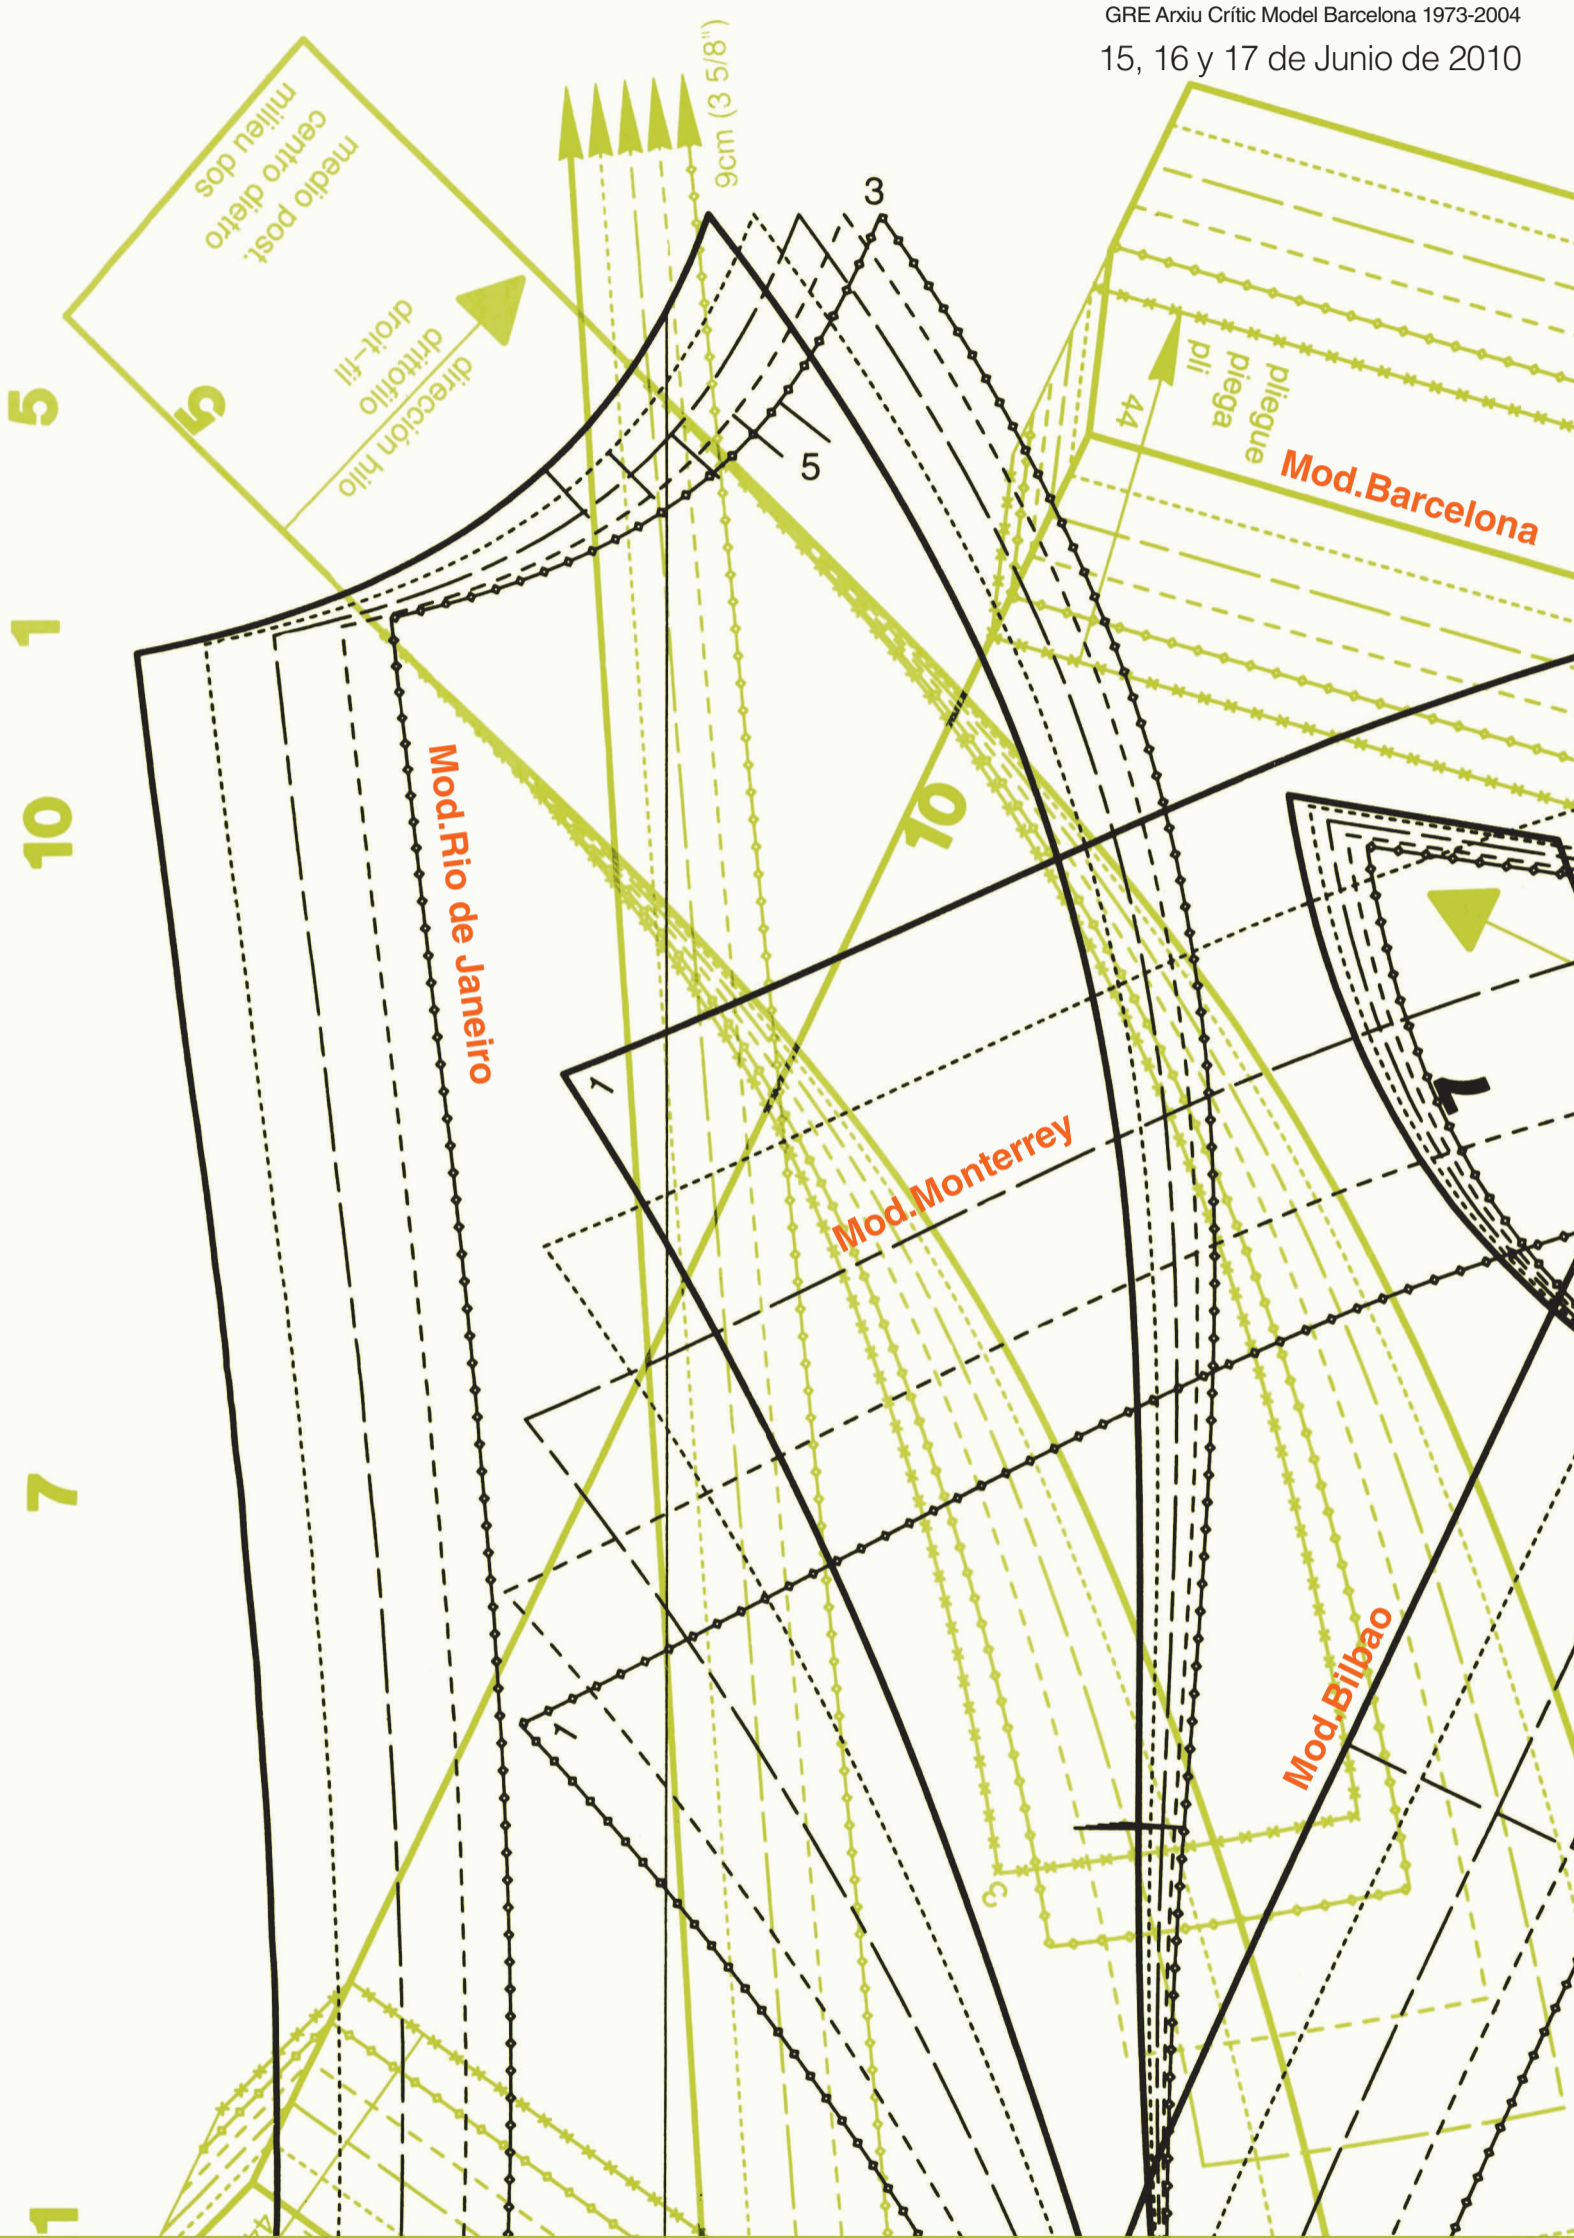 GRE Arxiu Crític Model Barcelona 1973-2004
15, 16 y 17 de Junio de 2010
9cm (3 5/8")
medio post.
centro dietro
milieu dos
dirección hilo
drittofilo
droit-fil
3
5
5
5
44
pliegue
piega
pli
Mod.Barcelona
1
10
10
Mod.Rio de Janeiro
1
1
Mod.Monterrey
7
1
Mod.Bilbao
3
1